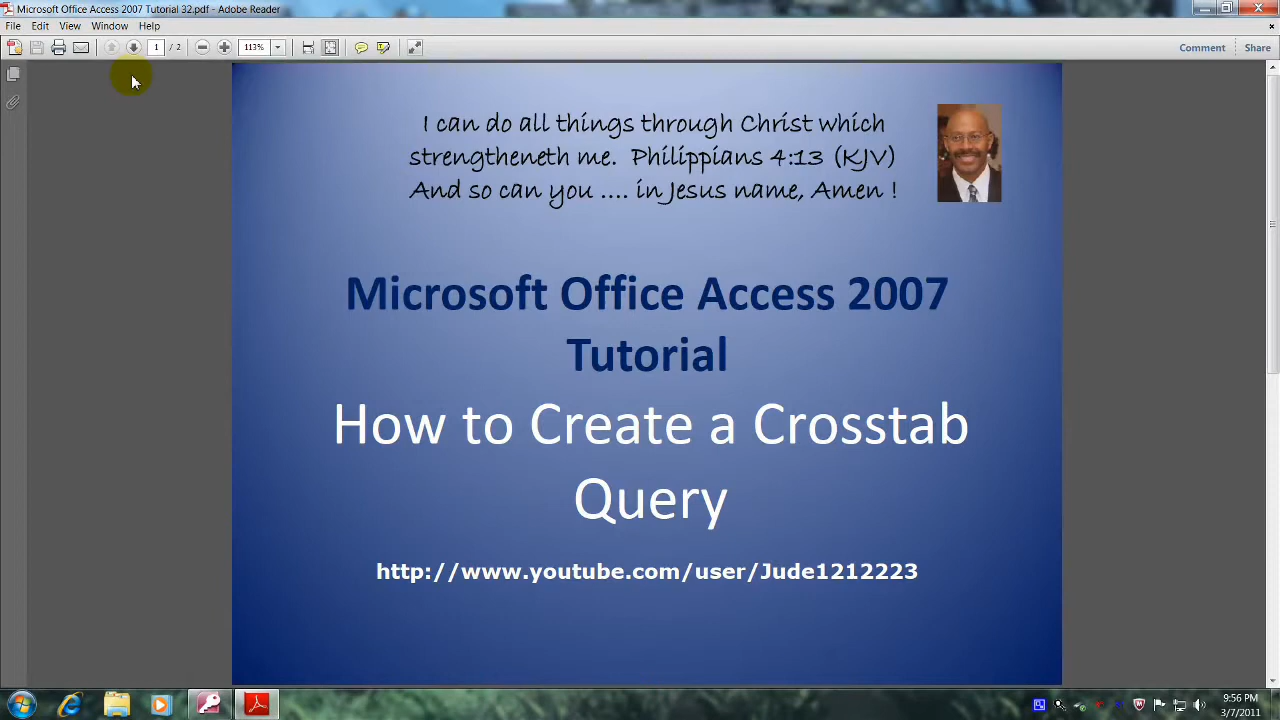 Microsoft Office Access 2007 Tutorial 32.pdf - Adobe Reader
File Edit View Window Help
1 / 2 113% Comment Share
I can do all things through Christ which
strengtheneth me. Philippians 4:13 (KJV)
And so can you .... in Jesus name, Amen !
Microsoft Office Access 2007
Tutorial
How to Create a Crosstab
Query
http://www.youtube.com/user/Jude1212223
9:56 PM
3/7/2011